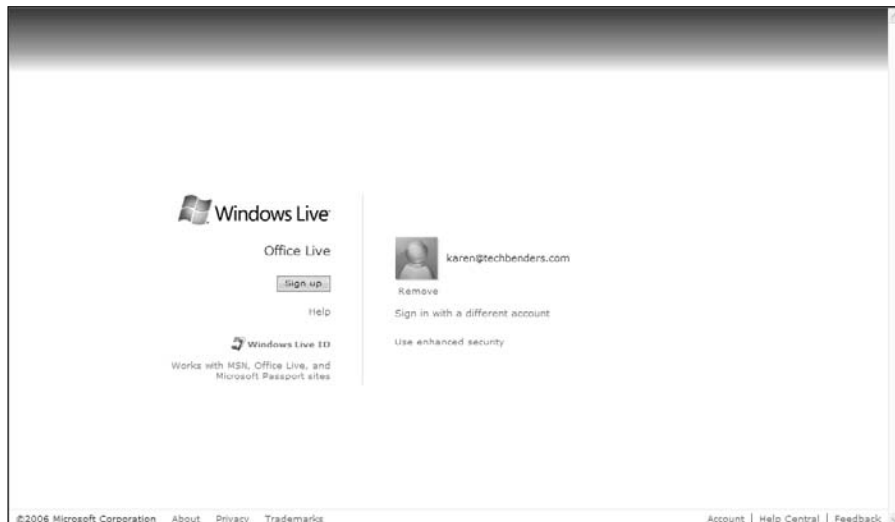 Windows Live
Office Live
Sign up
Help
Windows Live ID
Works with MSN, Office Live, and
Microsoft Passport sites
karen@techbenders.com
Remove
Sign in with a different account
Use enhanced security
©2006 Microsoft Corporation About Privacy Trademarks
Account | Help Central | Feedback